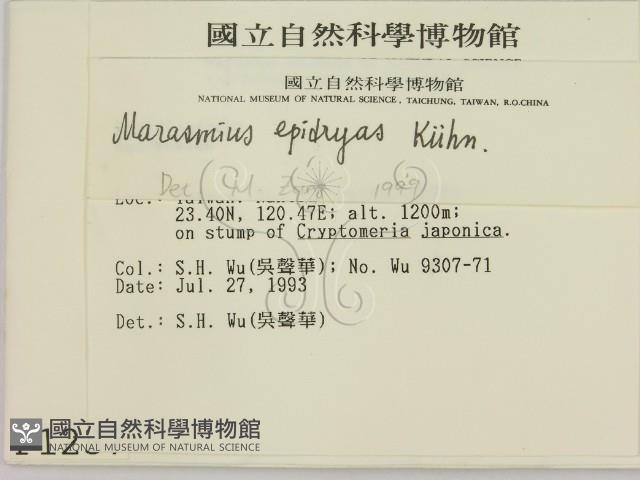 國立自然科學博物館
國立自然科學博物館
NATIONAL MUSEUM OF NATURAL SCIENCE, TAICHUNG, TAIWAN, R.O.CHINA
Marasmius epidryas Kühn.
Det M.
23.40N, 120.47E; alt. 1200m;
on stump of Cryptomeria japonica.
Col.: S.H. Wu(吳聲華); No. Wu 9307-71
Date: Jul. 27, 1993
Det.: S.H. Wu(吳聲華)
國立自然科學博物館
NATIONAL MUSEUM OF NATURAL SCIENCE